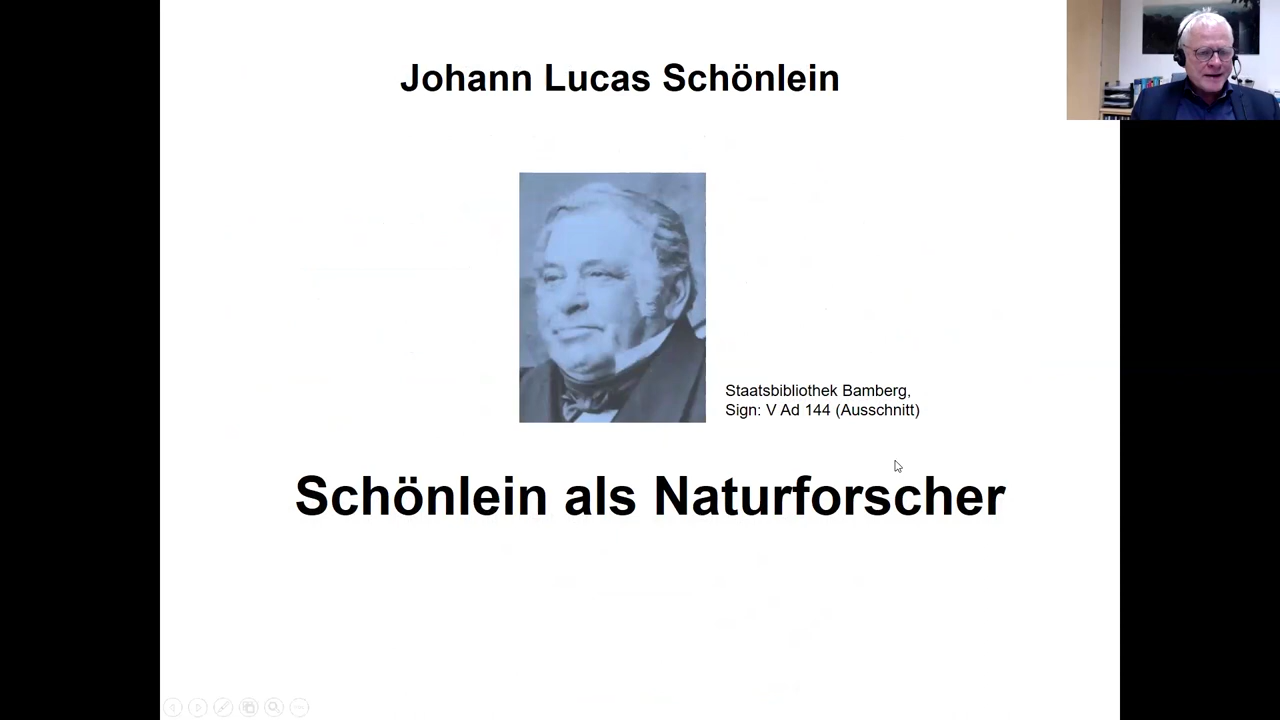 Johann Lucas Schönlein
Staatsbibliothek Bamberg,
Sign: V Ad 144 (Ausschnitt)
Schönlein als Naturforscher